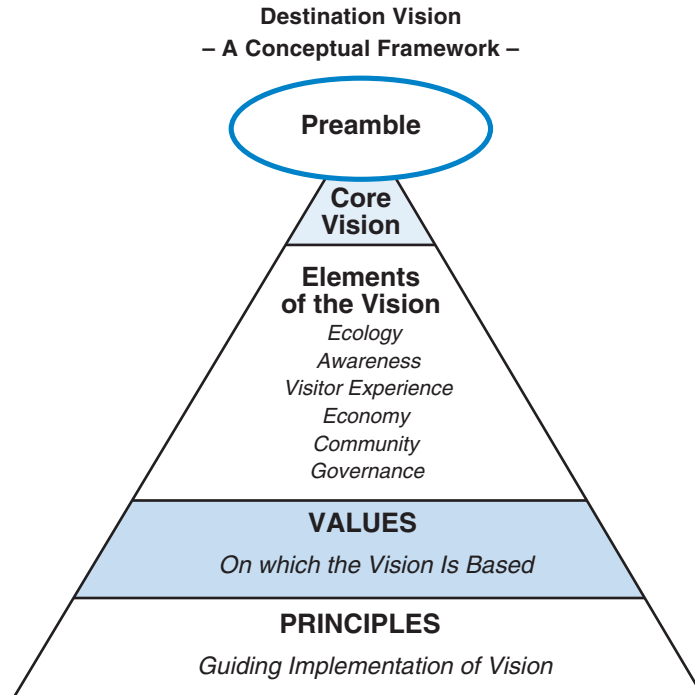 Destination Vision
– A Conceptual Framework –
Preamble
Core
Vision
Elements
of the Vision
Ecology
Awareness
Visitor Experience
Economy
Community
Governance
VALUES
On which the Vision Is Based
PRINCIPLES
Guiding Implementation of Vision